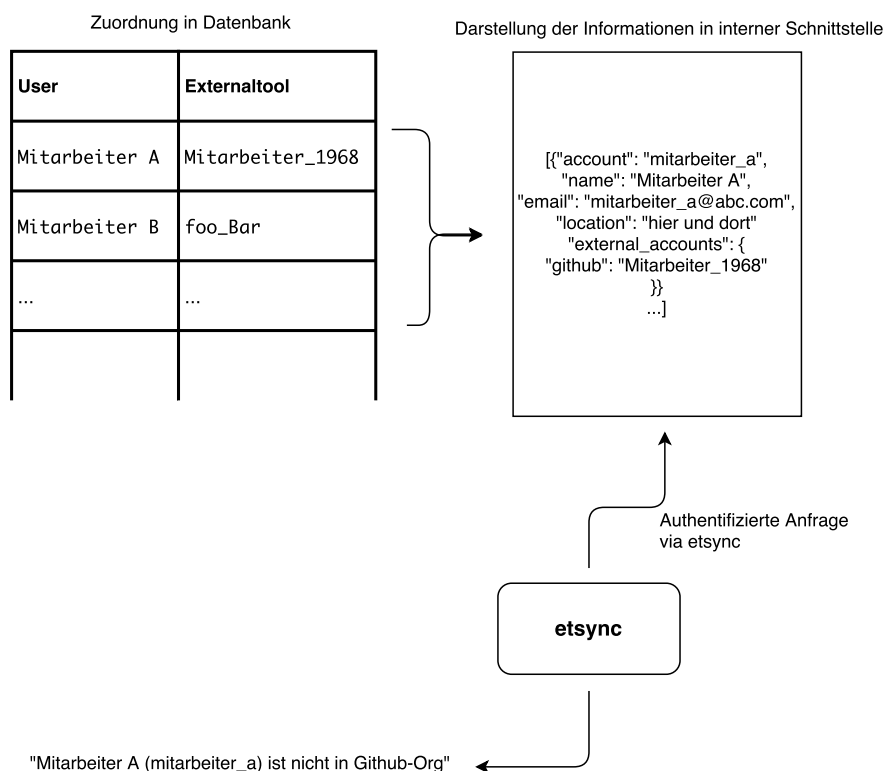 Zuordnung in Datenbank
Darstellung der Informationen in interner Schnittstelle
User Externaltool
Mitarbeiter A Mitarbeiter_1968
Mitarbeiter B foo_Bar
... ...
[{"account": "mitarbeiter_a",
"name": "Mitarbeiter A",
"email": "mitarbeiter_a@abc.com",
"location": "hier und dort"
"external_accounts": {
"github": "Mitarbeiter_1968"
}}
...]
Authentifizierte Anfrage
via etsync
etsync
"Mitarbeiter A (mitarbeiter_a) ist nicht in Github-Org"